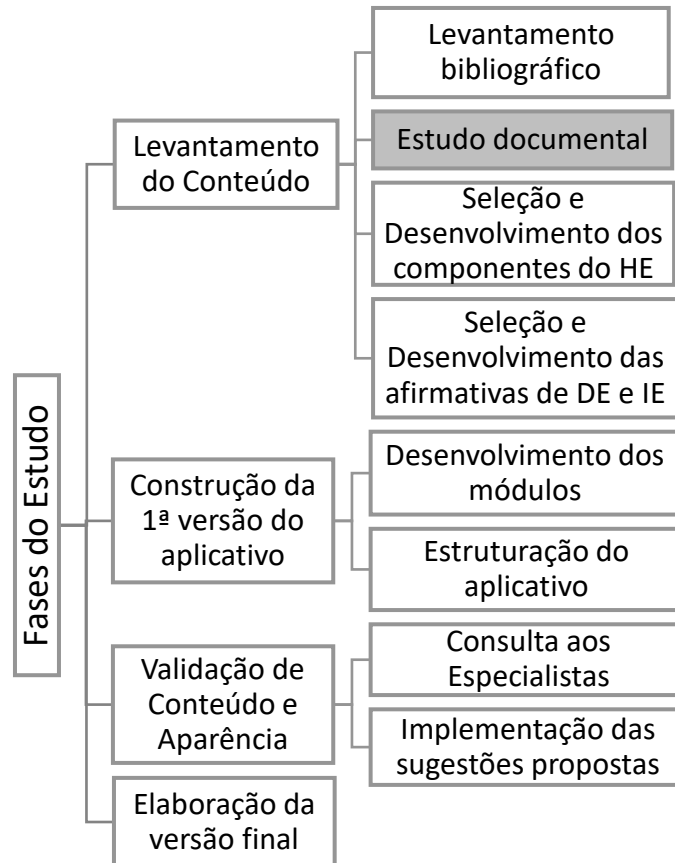 Fases do Estudo
Levantamento
do Conteúdo
Levantamento
bibliográfico
Estudo documental
Seleção e
Desenvolvimento dos
componentes do HE
Seleção e
Desenvolvimento das
afirmativas de DE e IE
Construção da
1ª versão do
aplicativo
Desenvolvimento dos
módulos
Estruturação do
aplicativo
Validação de
Conteúdo e
Aparência
Consulta aos
Especialistas
Implementação das
sugestões propostas
Elaboração da
versão final